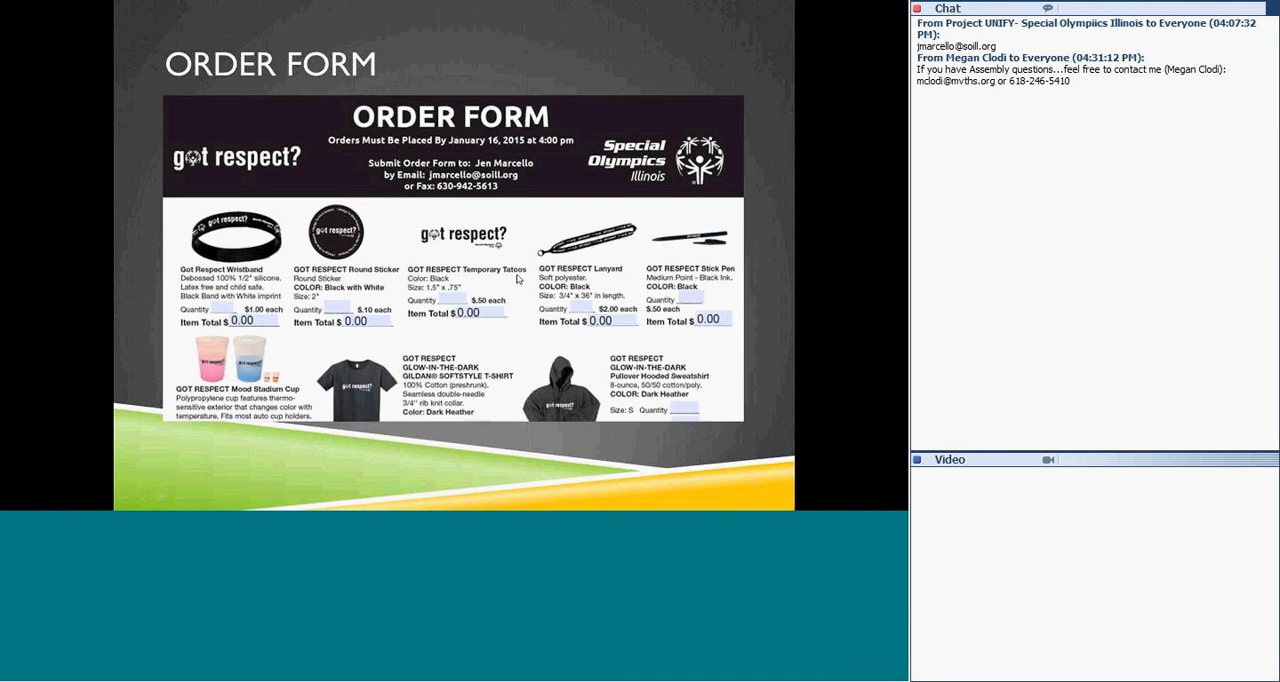 ORDER FORM
ORDER FORM
Orders Must Be Placed By January 16, 2015 at 4:00 pm
got respect?
Submit Order Form to: Jen Marcello
by Email: jmarcello@soill.org
or Fax: 630-942-5613
Special
Olympics
Illinois
got respect?
got respect?
got respect?
Got Respect Wristband
Debossed 100% 1/2" silicone.
Latex free and child safe.
Black Band with White imprint
Quantity $1.00 each
Item Total $ 0.00
GOT RESPECT Round Sticker
Round Sticker
COLOR: Black with White
Size: 2"
Quantity $.10 each
Item Total $ 0.00
GOT RESPECT Temporary Tatoos
Color: Black
Size: 1.5" x .75"
Quantity $.50 each
Item Total $ 0.00
GOT RESPECT Lanyard
Soft polyester.
COLOR: Black
Size: 3/4" x 36" in length.
Quantity $2.00 each
Item Total $ 0.00
GOT RESPECT Stick Pen
Medium Point - Black Ink.
COLOR: Black
Quantity
$.50 each
Item Total $ 0.00
GOT RESPECT Mood Stadium Cup
Polypropylene cup features thermo-
sensitive exterior that changes color with
temperature. Fits most auto cup holders.
got respect?
GOT RESPECT
GLOW-IN-THE-DARK
GILDAN® SOFTSTYLE T-SHIRT
100% Cotton (preshrunk).
Seamless double-needle
3/4" rib knit collar.
Color: Dark Heather
got respect?
GOT RESPECT
GLOW-IN-THE-DARK
Pullover Hooded Sweatshirt
8-ounce, 50/50 cotton/poly.
COLOR: Dark Heather
Size: S Quantity
Chat
From Project UNIFY- Special Olympiics Illinois to Everyone (04:07:32
PM):
jmarcello@soill.org
From Megan Clodi to Everyone (04:31:12 PM):
If you have Assembly questions...feel free to contact me (Megan Clodi):
mclodi@mvths.org or 618-246-5410
Video